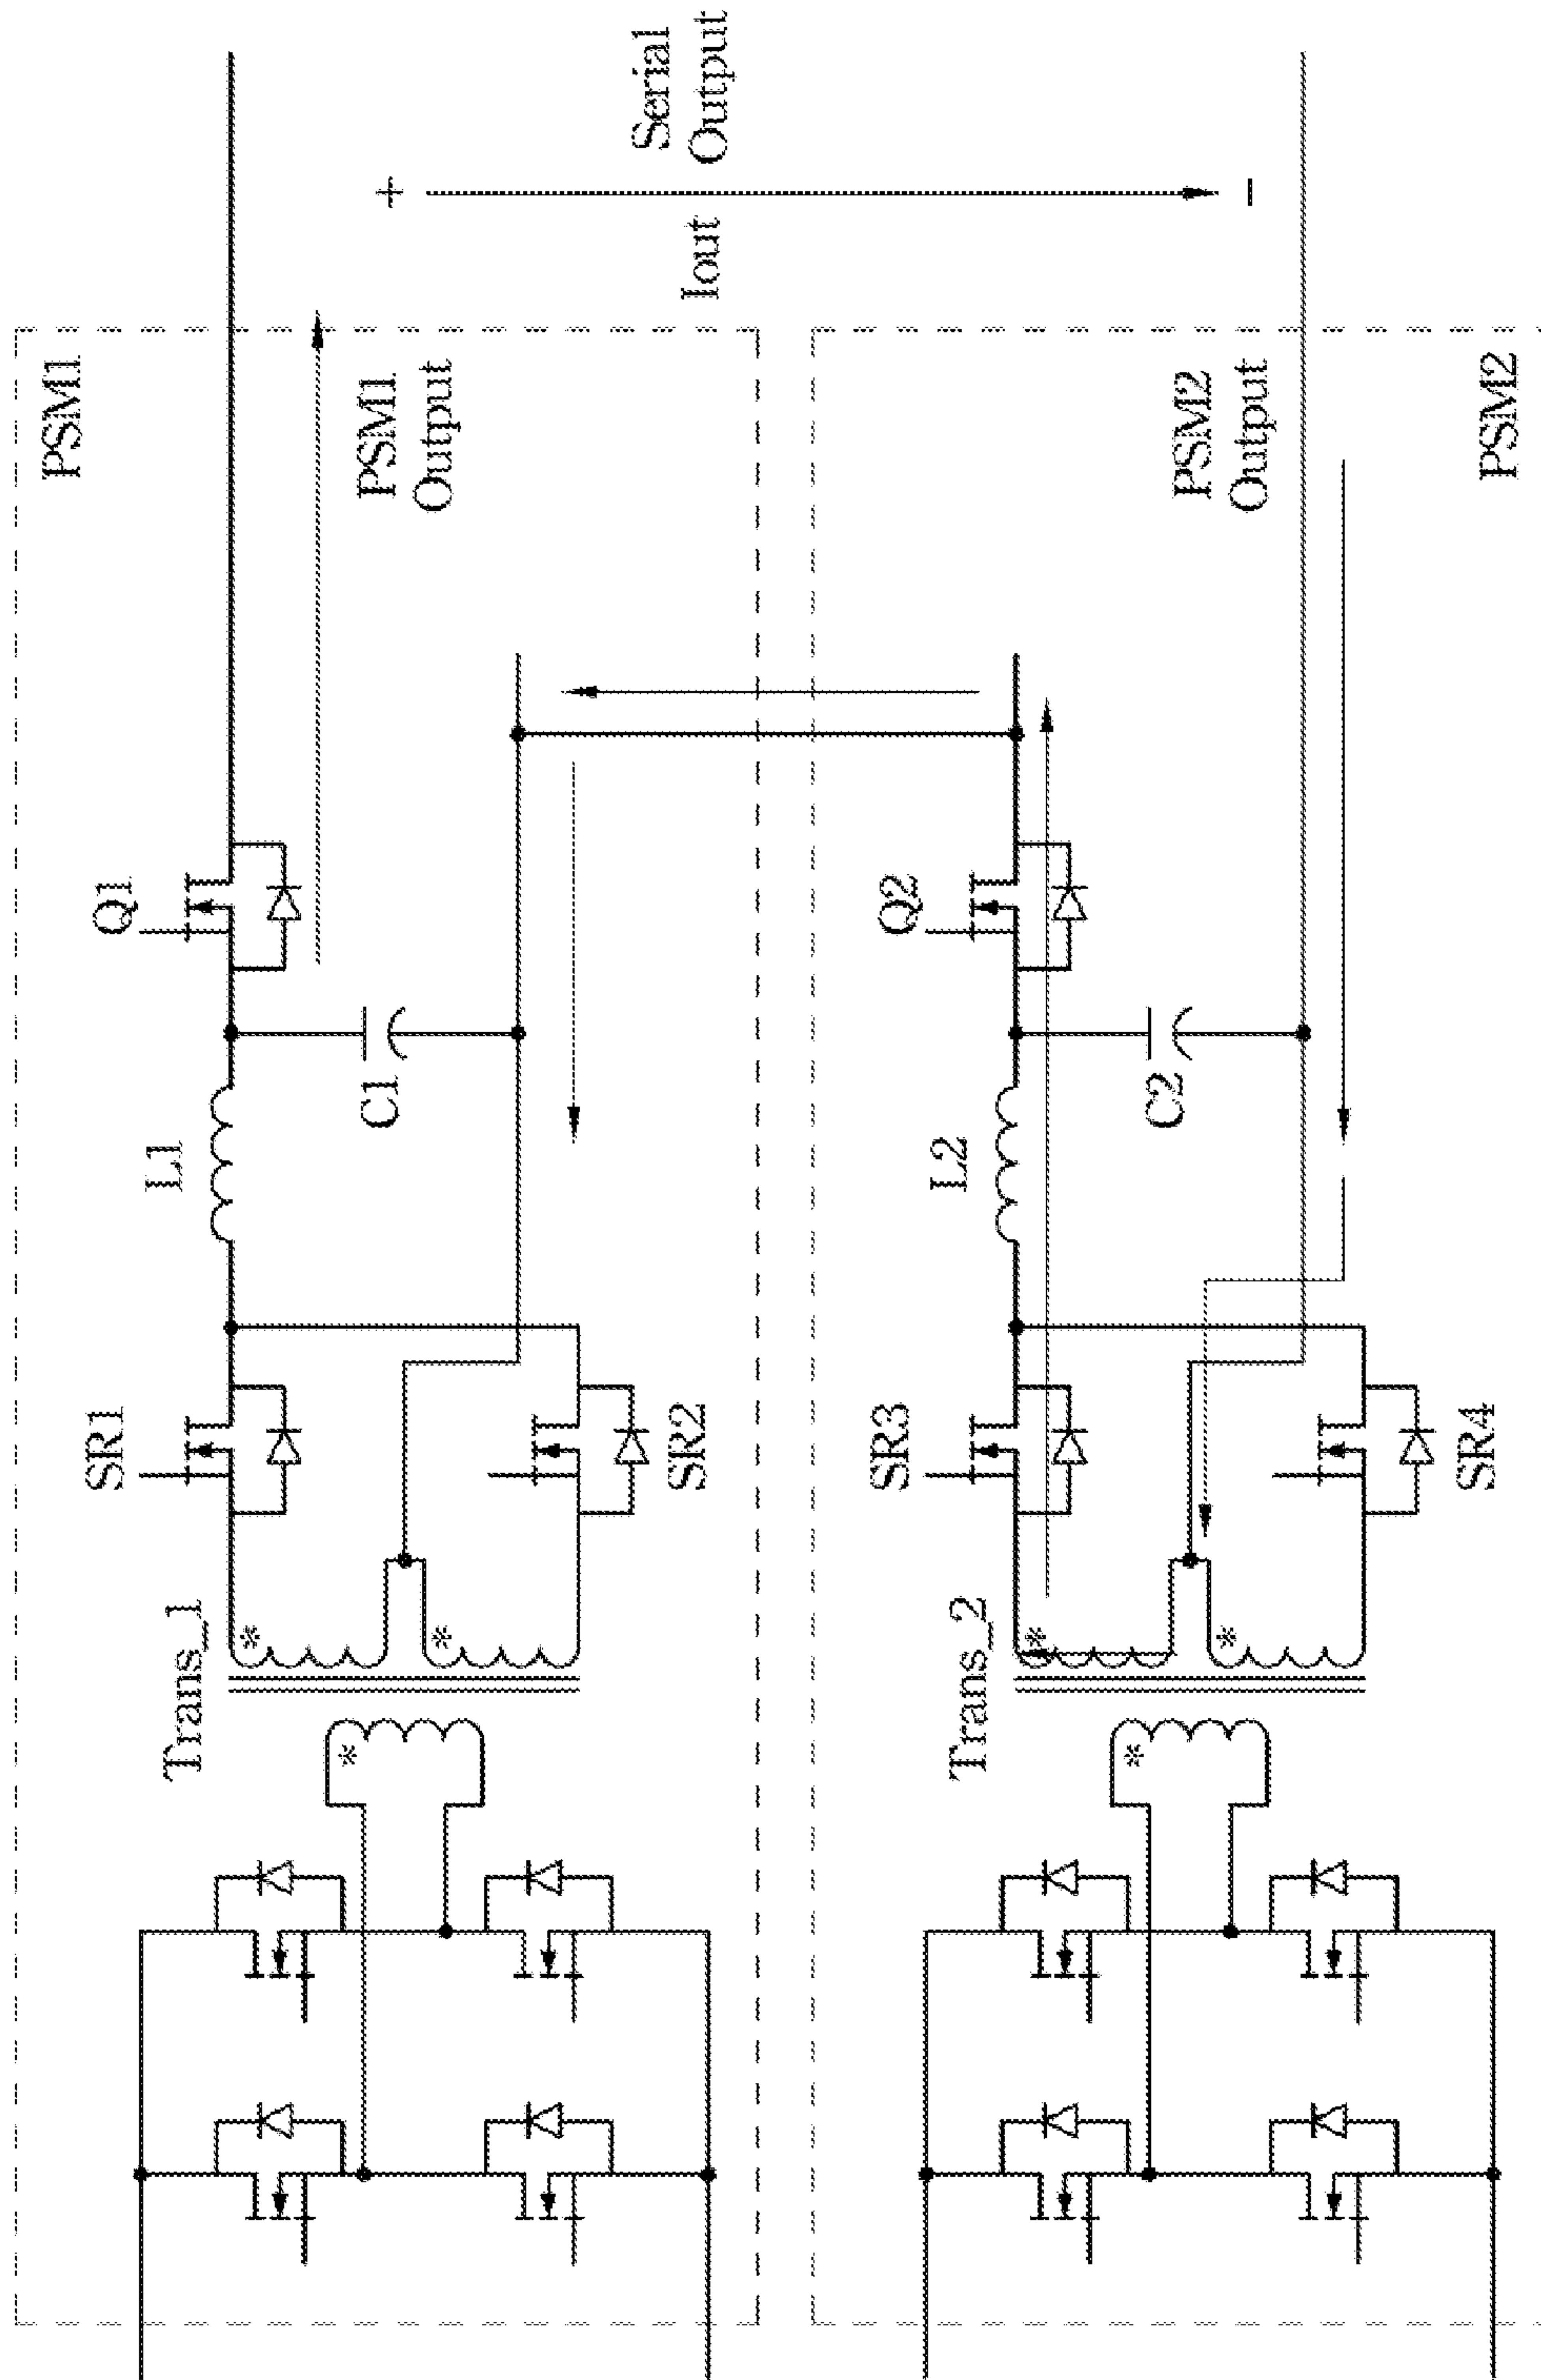 PSM1
Trans_1
SR1
SR2
L1
C1
Q1
PSM1
Output
Serial
Output
+
Iout
-
PSM2
Output
Trans_2
SR3
SR4
L2
C2
Q2
PSM2
*
*
*
*
*
*